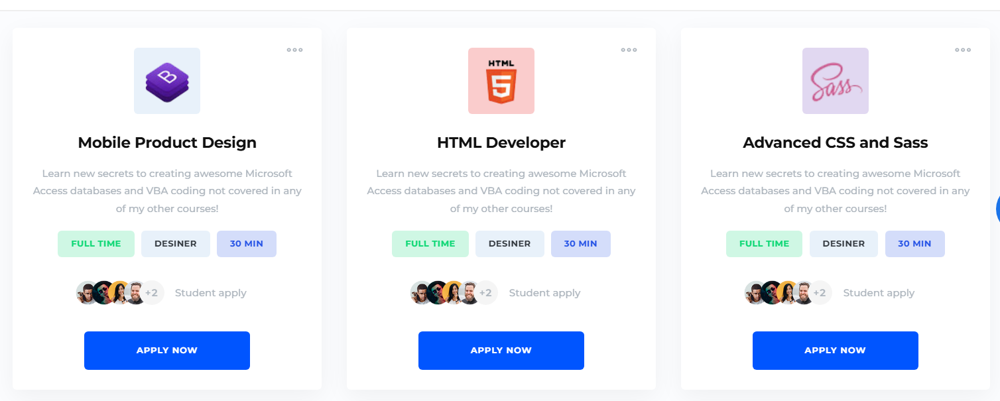 HTML
5
Sass
B
Mobile Product Design
Learn new secrets to creating awesome Microsoft
Access databases and VBA coding not covered in any
of my other courses!
FULL TIME DESINER 30 MIN
+2 Student apply
APPLY NOW
HTML Developer
Learn new secrets to creating awesome Microsoft
Access databases and VBA coding not covered in any
of my other courses!
FULL TIME DESINER 30 MIN
+2 Student apply
APPLY NOW
Advanced CSS and Sass
Learn new secrets to creating awesome Microsoft
Access databases and VBA coding not covered in any
of my other courses!
FULL TIME DESINER 30 MIN
+2 Student apply
APPLY NOW